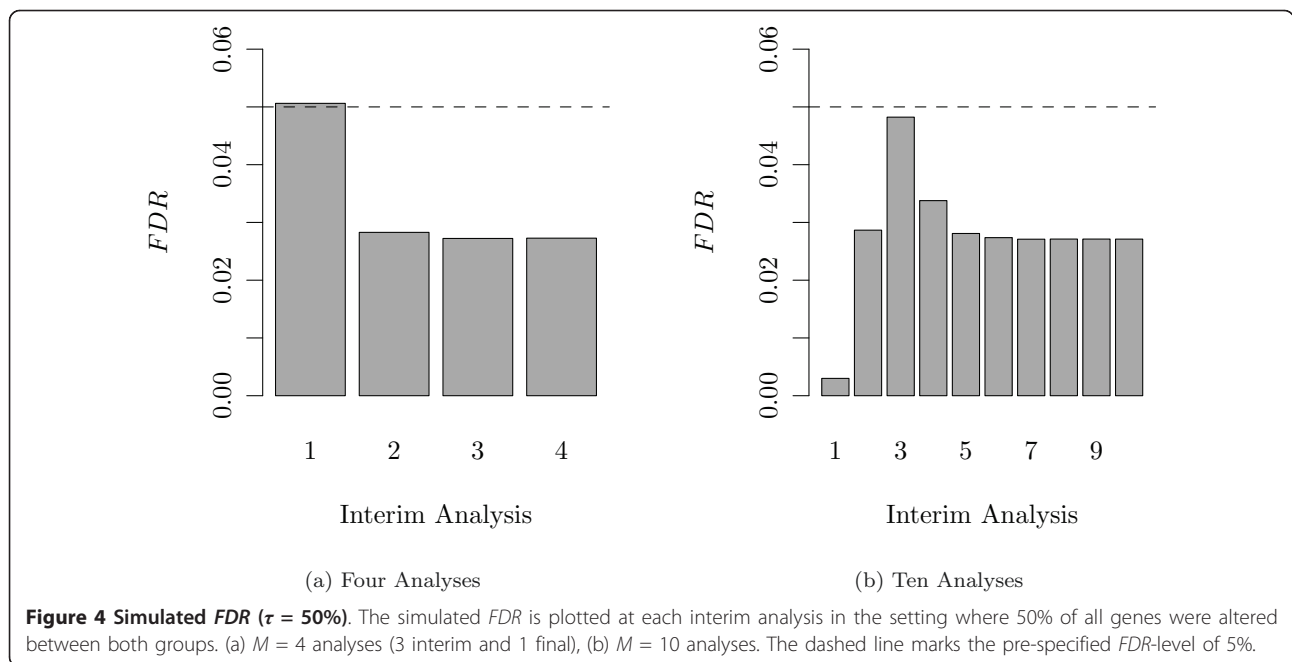 0.06
0.04
0.02
0.00
FDR
1 2 3 4
Interim Analysis
(a) Four Analyses
0.06
0.04
0.02
0.00
FDR
1 3 5 7 9
Interim Analysis
(b) Ten Analyses
Figure 4 Simulated FDR (τ = 50%). The simulated FDR is plotted at each interim analysis in the setting where 50% of all genes were altered
between both groups. (a) M = 4 analyses (3 interim and 1 final), (b) M = 10 analyses. The dashed line marks the pre-specified FDR-level of 5%.